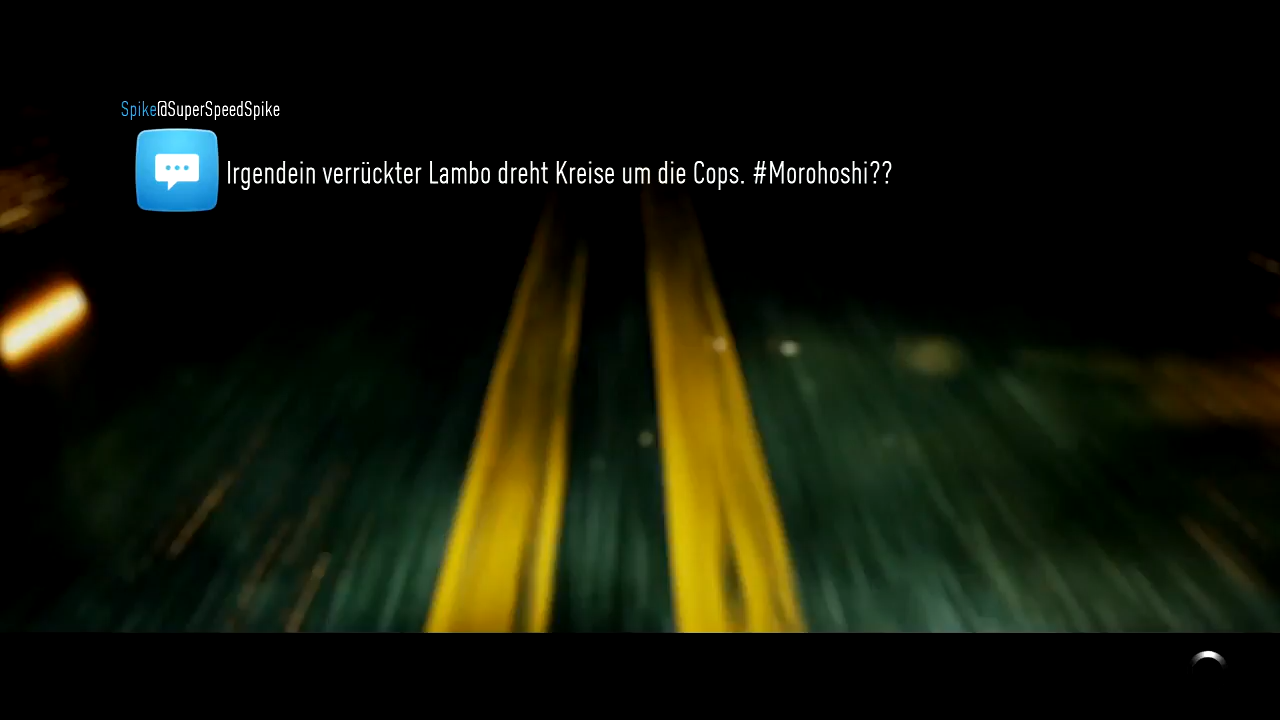 Spike@SuperSpeedSpike
Irgendein verrückter Lambo dreht Kreise um die Cops. #Morohoshi??